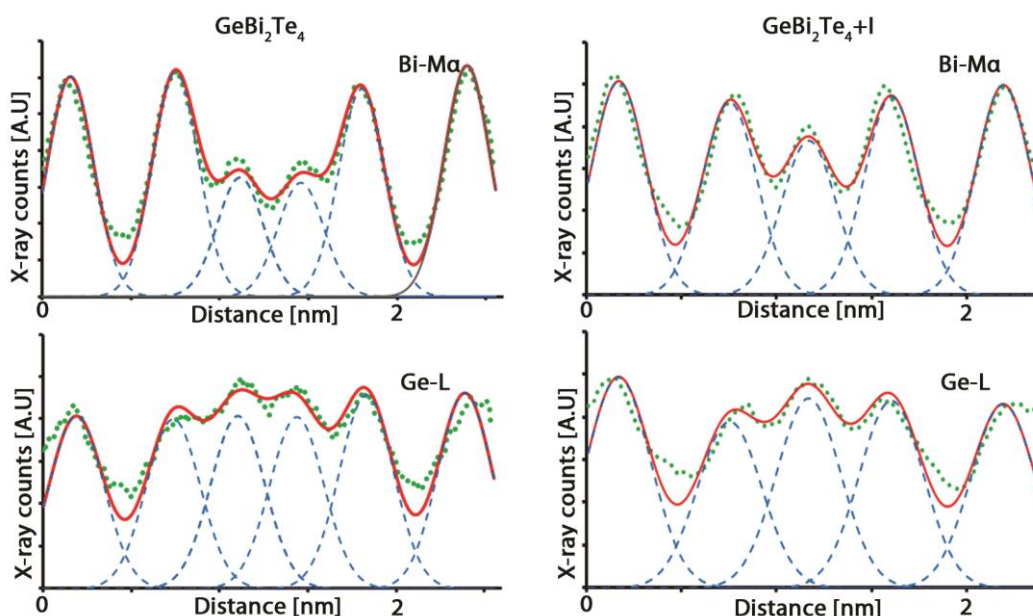 GeBi₂Te₄
Bi-Mα
X-ray counts [A.U]
0
Distance [nm]
2
GeBi₂Te₄+I
Bi-Mα
X-ray counts [A.U]
0
Distance [nm]
2
Ge-L
X-ray counts [A.U]
0
Distance [nm]
2
Ge-L
X-ray counts [A.U]
0
Distance [nm]
2